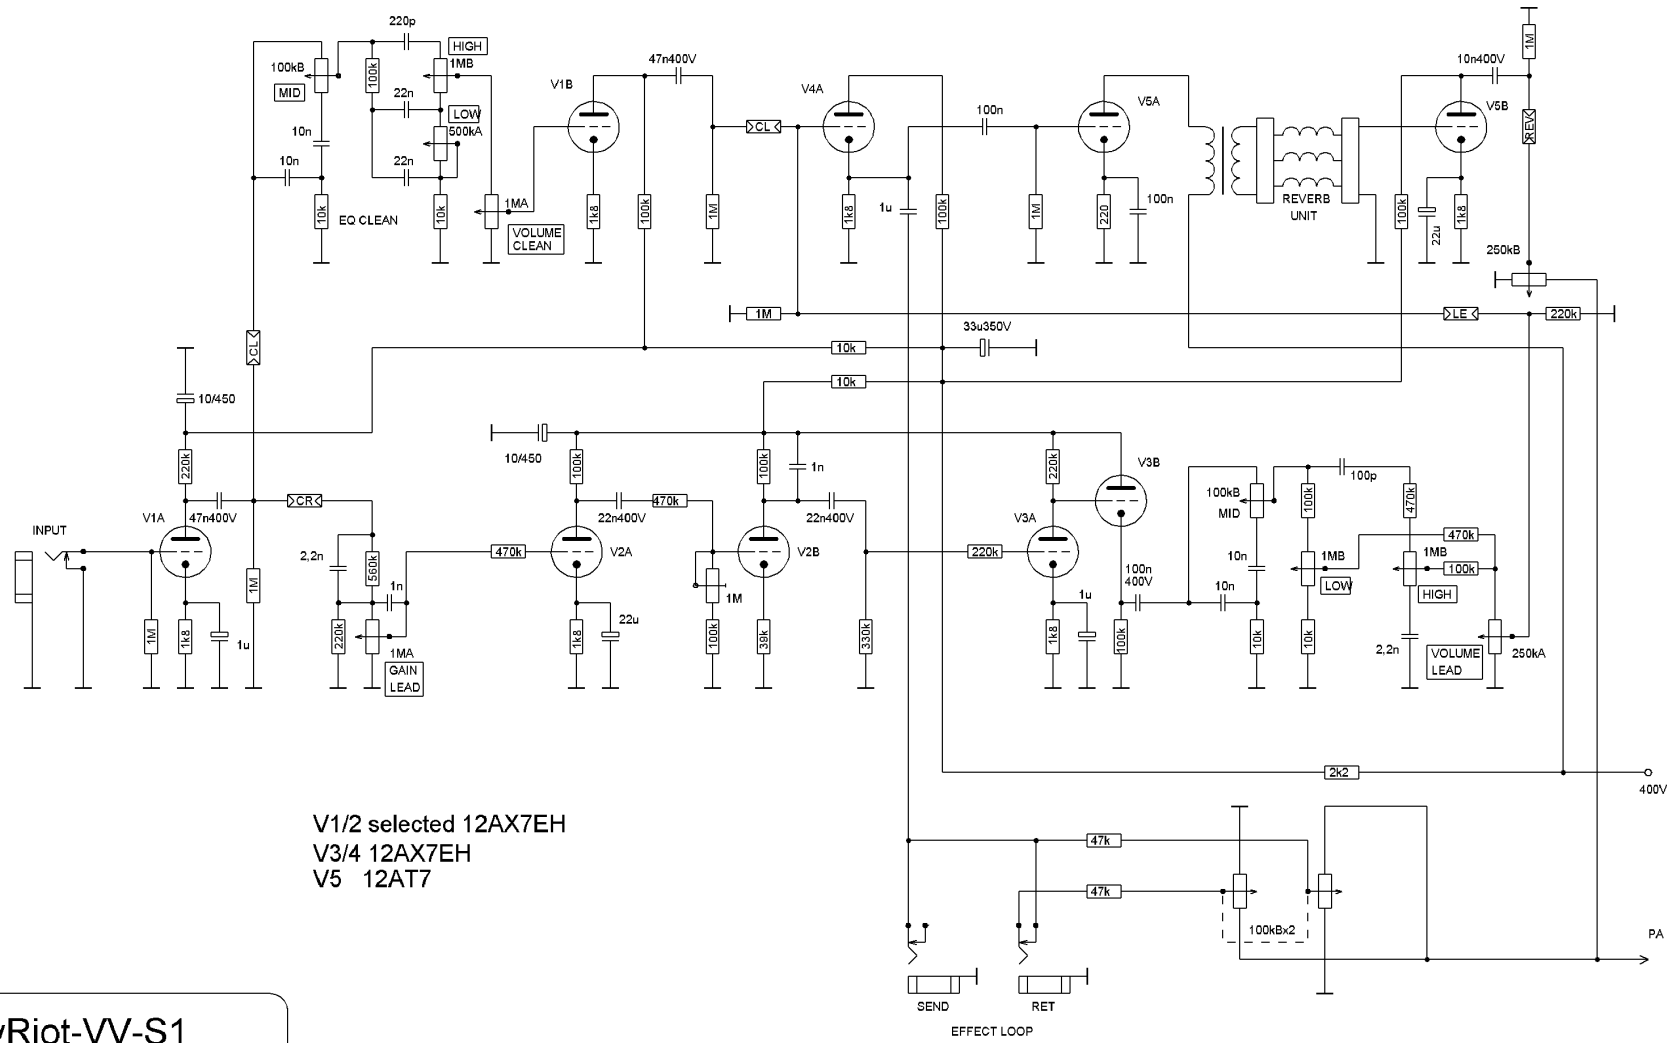 220p
HIGH
47n400V
10n400V
1M
100kB
MID
100k
1MB
V1B
V4A
V5A
V5B
22n
LOW
500kA
100n
CL
REV
10n
10n
22n
1MA
10k
EQ CLEAN
10k
VOLUME
CLEAN
1k8
100k
1M
1k8
1u
100k
1M
220
100n
REVERB
UNIT
100k
22u
1k8
250kB
1M
LE
220k
33u350V
CL
10k
10k
10/450
10/450
220k
100k
100k
1n
220k
V3B
100p
100kB
MID
100k
470k
INPUT
V1A
47n400V
CR
22n400V
470k
22n400V
V3A
470k
2,2n
560k
470k
V2A
V2B
220k
10n
1MB
1MB
100k
1M
1n
1M
100n
400V
1u
10n
LOW
HIGH
1M
1k8
1u
220k
1MA
GAIN
LEAD
1k8
22u
100k
39k
330k
1k8
100k
10k
10k
2,2n
VOLUME
LEAD
250kA
2k2
400V
V1/2 selected 12AX7EH
V3/4 12AX7EH
V5 12AT7
47k
47k
100kBx2
PA
SEND
RET
EFFECT LOOP
Riot-VV-S1